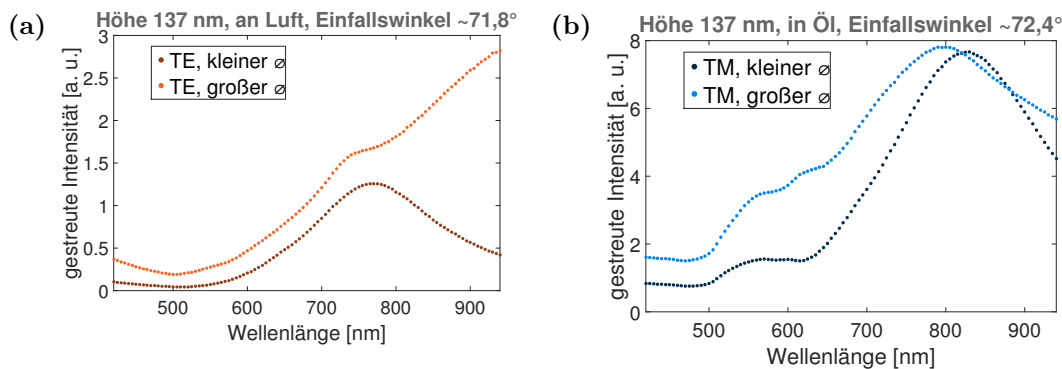 (a)
Höhe 137 nm, an Luft, Einfallswinkel ~71,8°
3
2.5
2
1.5
1
0.5
0
gestreute Intensität [a. u.]
TE, kleiner ⌀
TE, großer ⌀
500 600 700 800 900
Wellenlänge [nm]
(b)
Höhe 137 nm, in Öl, Einfallswinkel ~72,4°
8
6
4
2
0
gestreute Intensität [a. u.]
TM, kleiner ⌀
TM, großer ⌀
500 600 700 800 900
Wellenlänge [nm]